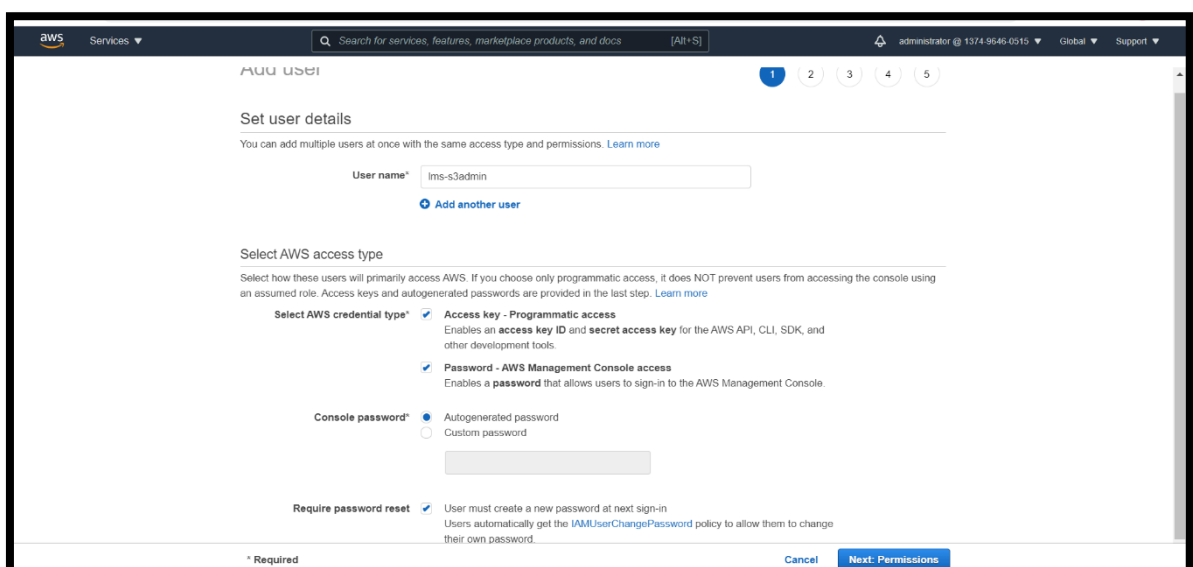 aws Services ▼ Search for services, features, marketplace products, and docs [Alt+S] administrator @ 1374-9646-0515 ▼ Global ▼ Support ▼
Add user 1 2 3 4 5
Set user details
You can add multiple users at once with the same access type and permissions. Learn more
User name* lms-s3admin
Add another user
Select AWS access type
Select how these users will primarily access AWS. If you choose only programmatic access, it does NOT prevent users from accessing the console using
an assumed role. Access keys and autogenerated passwords are provided in the last step. Learn more
Select AWS credential type* Access key - Programmatic access
Enables an access key ID and secret access key for the AWS API, CLI, SDK, and
other development tools.
Password - AWS Management Console access
Enables a password that allows users to sign-in to the AWS Management Console.
Console password* Autogenerated password
Custom password
Require password reset User must create a new password at next sign-in
Users automatically get the IAMUserChangePassword policy to allow them to change
their own password.
* Required Cancel Next: Permissions